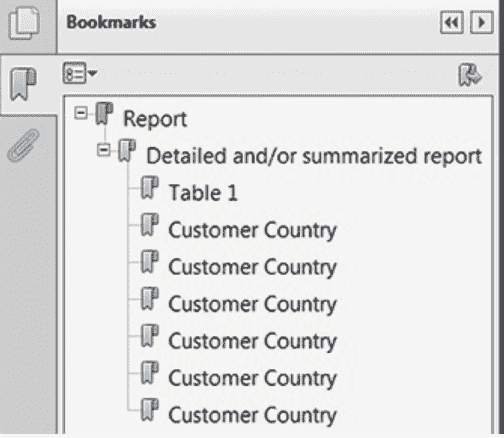 Bookmarks
Report
Detailed and/or summarized report
Table 1
Customer Country
Customer Country
Customer Country
Customer Country
Customer Country
Customer Country